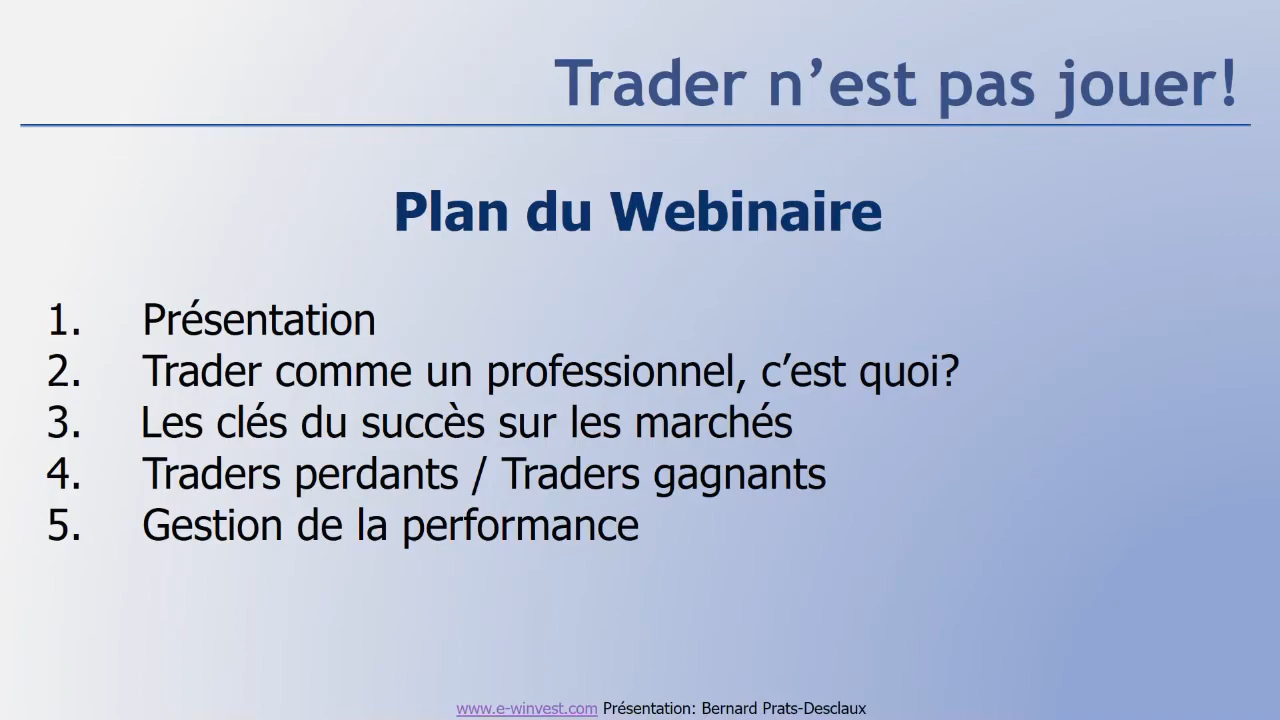 Trader n’est pas jouer!
Plan du Webinaire
1. Présentation
2. Trader comme un professionnel, c’est quoi?
3. Les clés du succès sur les marchés
4. Traders perdants / Traders gagnants
5. Gestion de la performance
www.e-winvest.com Présentation: Bernard Prats-Desclaux